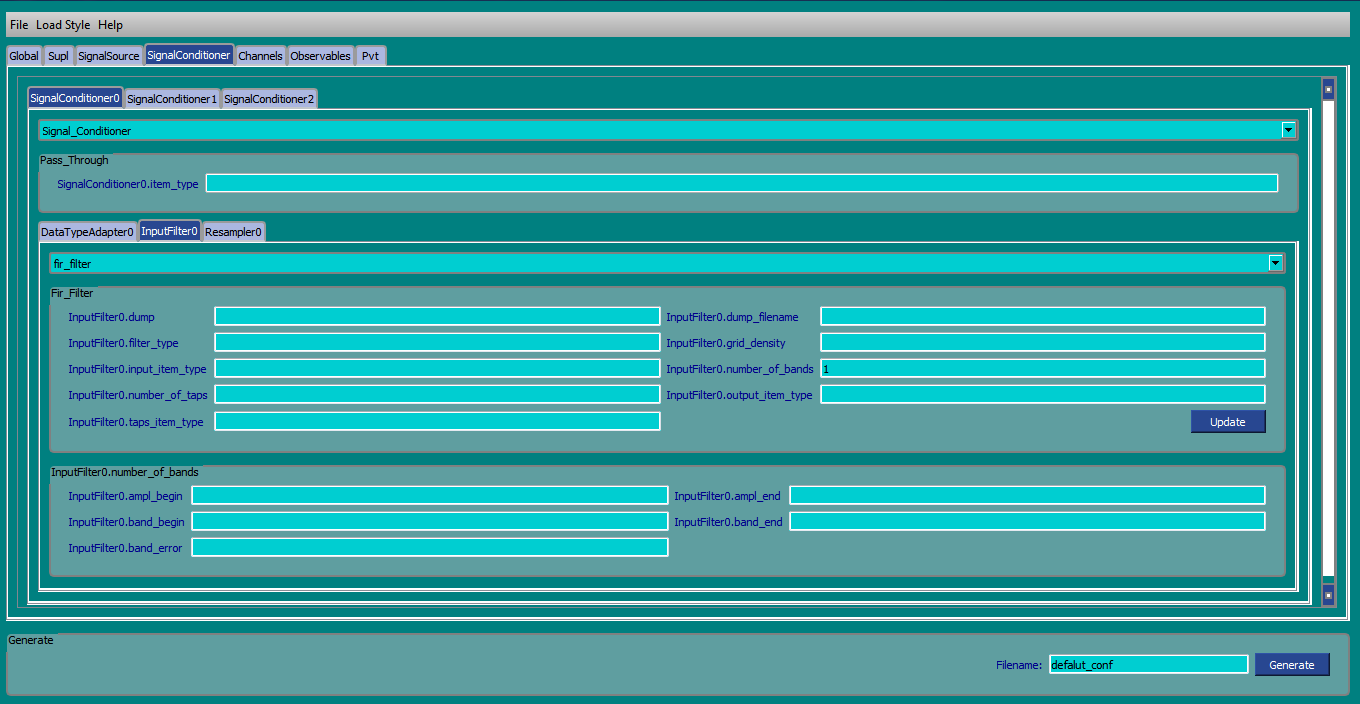 File Load Style Help
Global Supl SignalSource SignalConditioner Channels Observables Pvt
SignalConditioner0 SignalConditioner1 SignalConditioner2
Signal_Conditioner
Pass_Through
SignalConditioner0.item_type
DataTypeAdapter0 InputFilter0 Resampler0
fir_filter
Fir_Filter
InputFilter0.dump InputFilter0.dump_filename
InputFilter0.filter_type InputFilter0.grid_density
InputFilter0.input_item_type InputFilter0.number_of_bands 1
InputFilter0.number_of_taps InputFilter0.output_item_type
InputFilter0.taps_item_type Update
InputFilter0.number_of_bands
InputFilter0.ampl_begin InputFilter0.ampl_end
InputFilter0.band_begin InputFilter0.band_end
InputFilter0.band_error
Generate
Filename: defalut_conf Generate